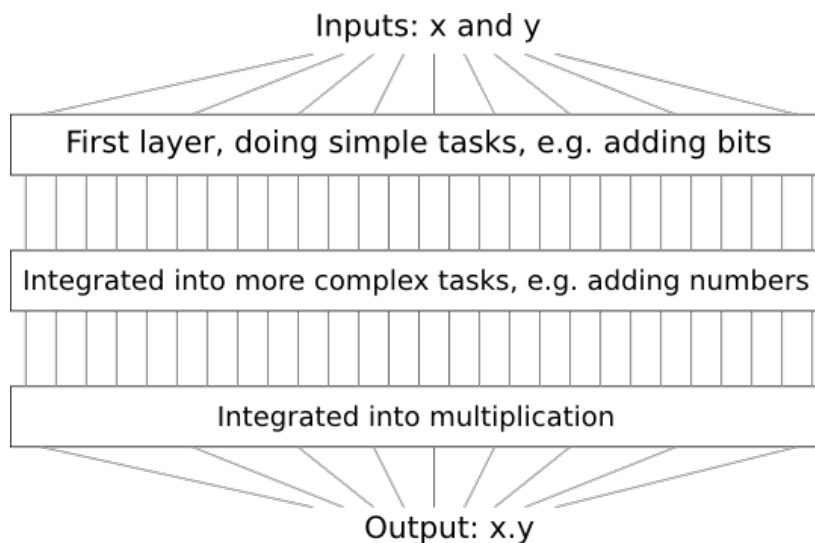 Inputs: x and y
First layer, doing simple tasks, e.g. adding bits
Integrated into more complex tasks, e.g. adding numbers
Integrated into multiplication
Output: x.y